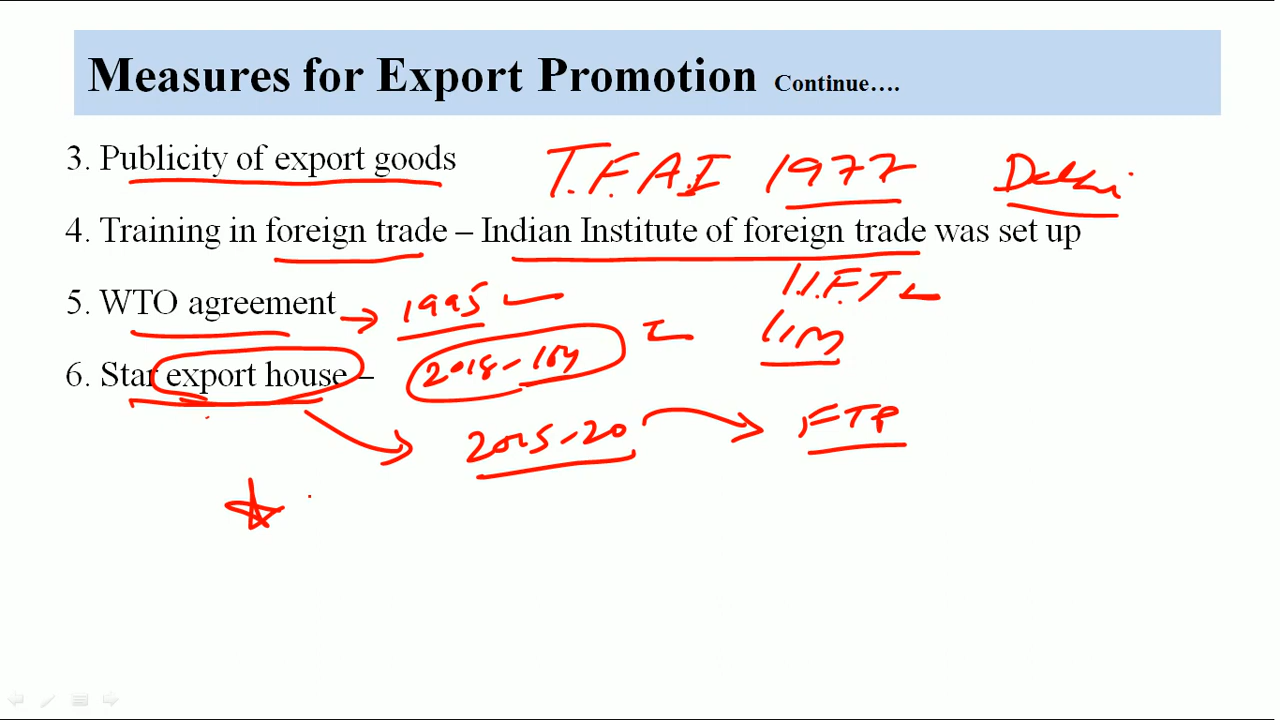 Measures for Export Promotion Continue....
3. Publicity of export goods
T.F.A.I 1977 Delhi
4. Training in foreign trade – Indian Institute of foreign trade was set up
I.I.F.T
5. WTO agreement → 1995
IIM
6. Star export house –
2015-20 → FTP